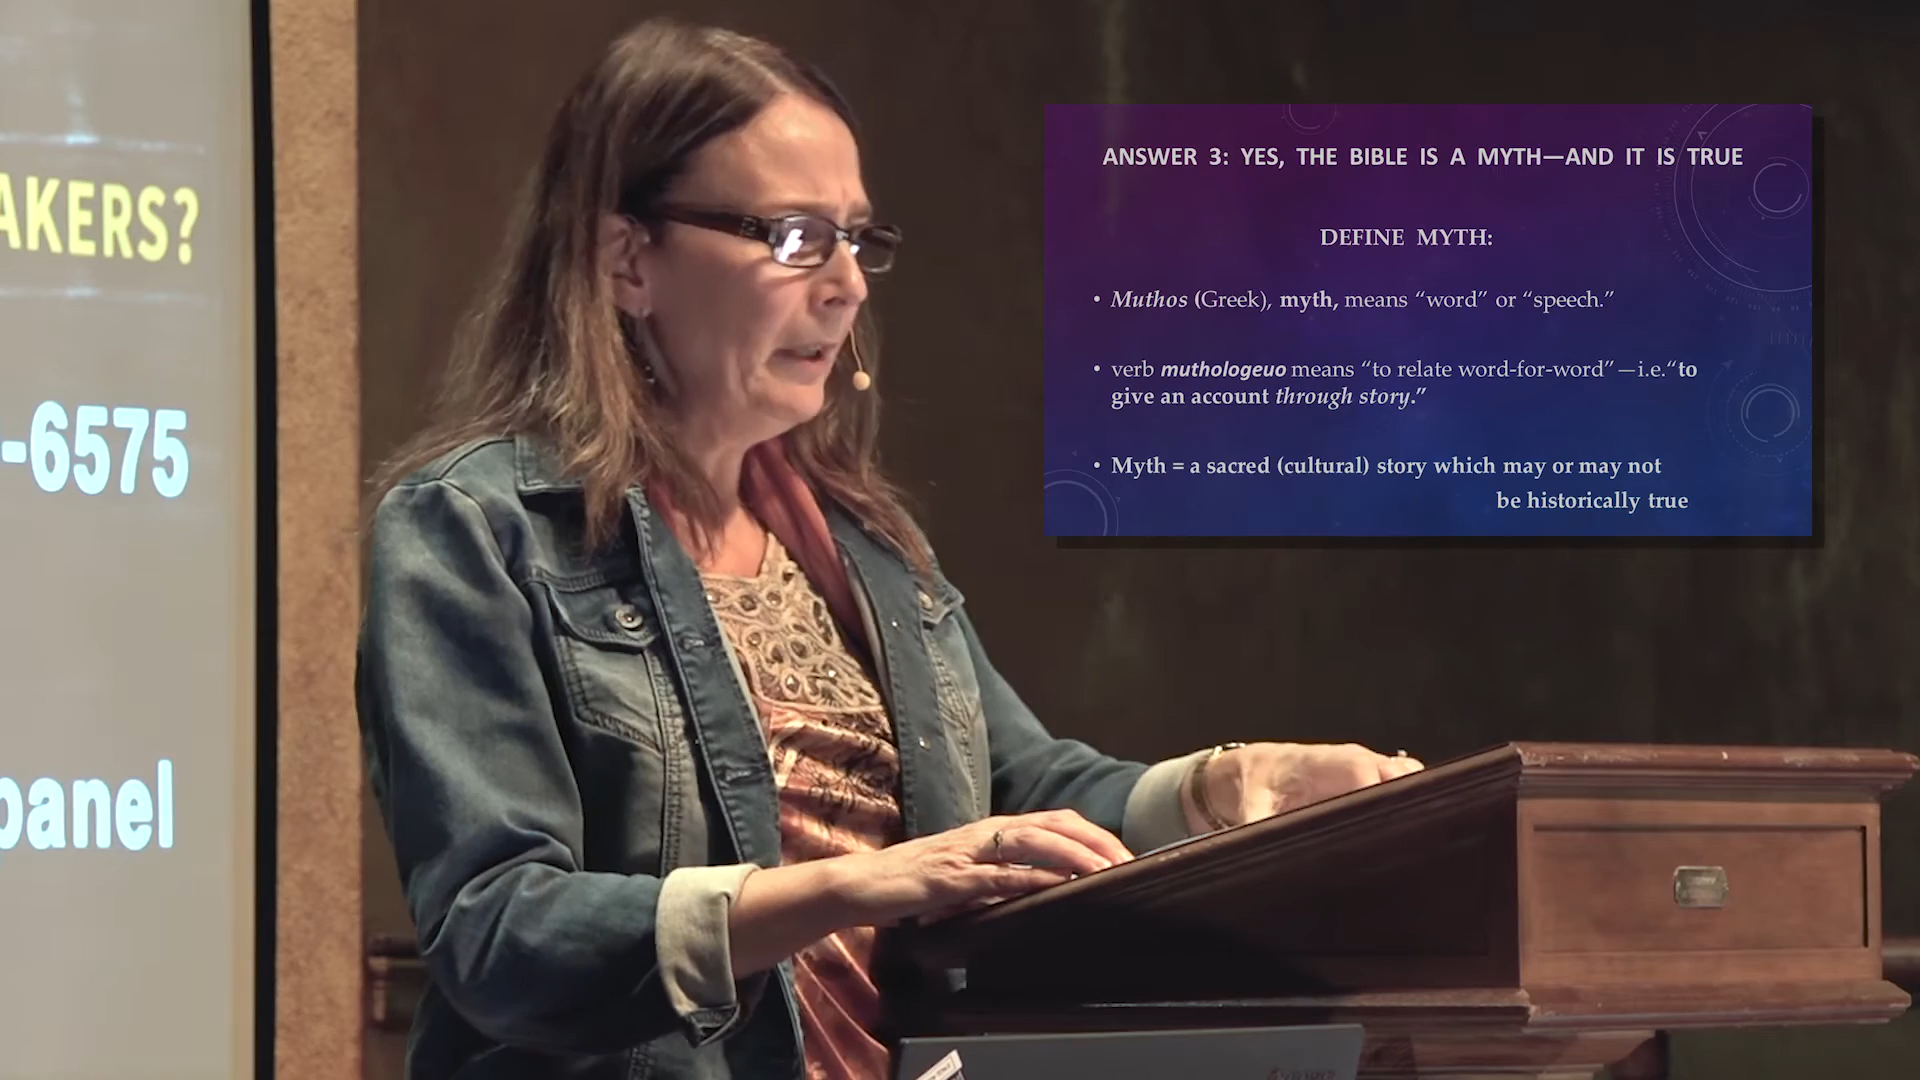 AKERS?
-6575
panel
ANSWER 3: YES, THE BIBLE IS A MYTH—AND IT IS TRUE
DEFINE MYTH:
• Muthos (Greek), myth, means “word” or “speech.”
• verb muthologeuo means “to relate word-for-word”—i.e.“to
give an account through story.”
• Myth = a sacred (cultural) story which may or may not
be historically true